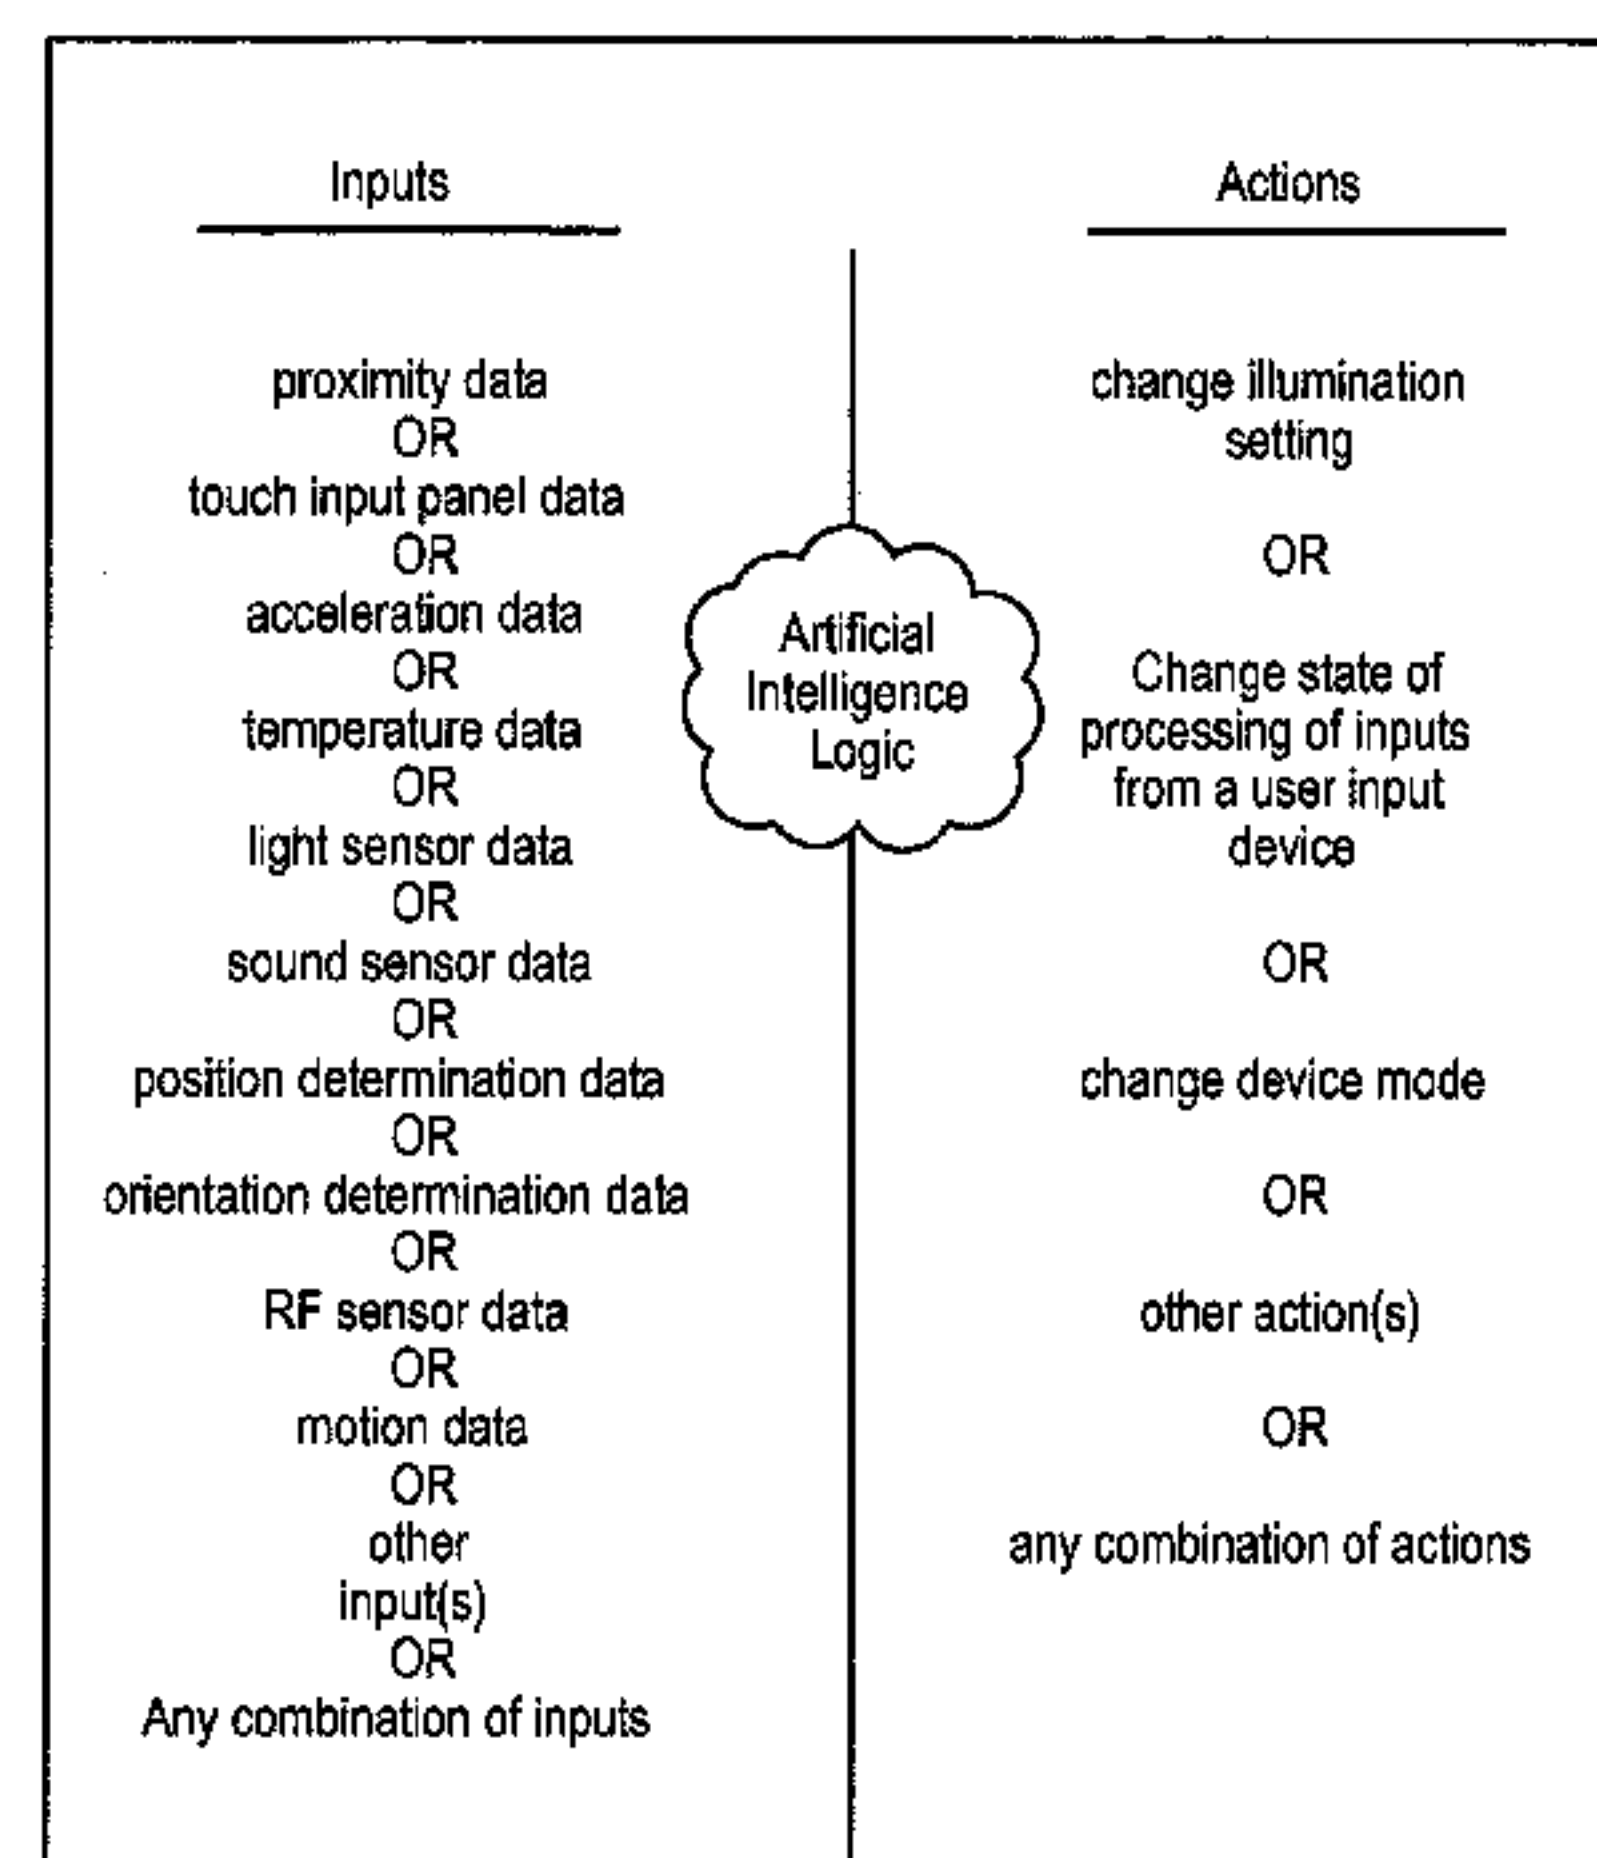 Inputs
proximity data
OR
touch input panel data
OR
acceleration data
OR
temperature data
OR
light sensor data
OR
sound sensor data
OR
position determination data
OR
orientation determination data
OR
RF sensor data
OR
motion data
OR
other
input(s)
OR
Any combination of inputs
Artificial
Intelligence
Logic
Actions
change illumination
setting
OR
Change state of
processing of inputs
from a user input
device
OR
change device mode
OR
other action(s)
OR
any combination of actions